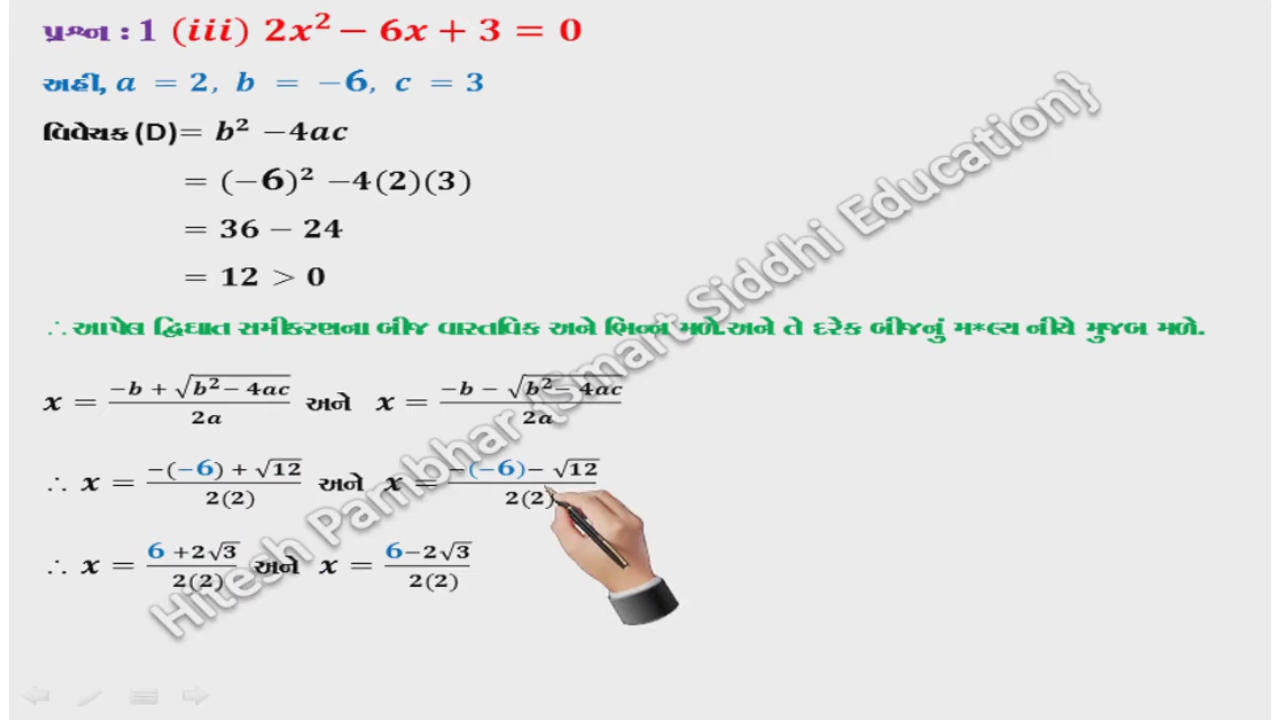 પ્રશ્ન : 1 (iii) 2x² − 6x + 3 = 0
અહીં, a = 2, b = −6, c = 3
વિવેચક (D)= b² −4ac
= (−6)² −4(2)(3)
= 36 − 24
= 12 > 0
∴ આપેલ દ્વિઘાત સમીકરણના બીજ વાસ્તવિક અને ભિન્ન મળે.અને તે દરેક બીજનું મ*લ્ય નીચે મુજબ મળે.
x = (−b + √(b² − 4ac))/(2a) અને x = (−b − √(b² − 4ac))/(2a)
∴ x = (−(−6) + √12)/(2(2)) અને x = (−(−6) − √12)/(2(2))
∴ x = (6 +2√3)/(2(2)) અને x = (6−2√3)/(2(2))
Hitesh Pambhar {Smart Siddhi Education}